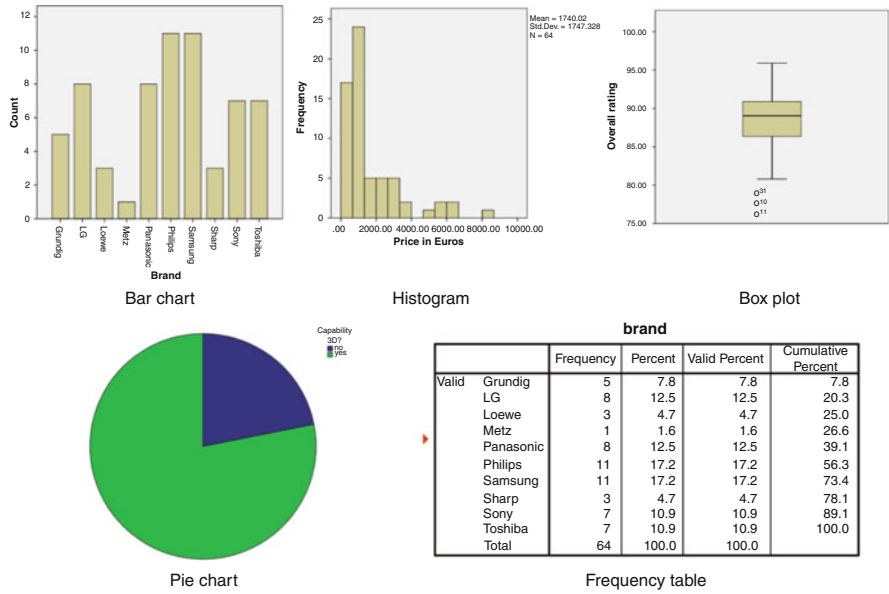 12
10
8
6
4
2
0
Count
Grundig
LG
Loewe
Metz
Panasonic
Philips
Samsung
Sharp
Sony
Toshiba
Brand
Bar chart
25
20
15
10
5
0
Frequency
.00 2000.00 4000.00 6000.00 8000.00 10000.00
Price in Euros
Mean = 1740.02
Std.Dev. = 1747.328
N = 64
Histogram
100.00
95.00
90.00
85.00
80.00
75.00
Overall rating
31
10
11
Box plot
Capability
3D?
no
yes
Pie chart
brand
Frequency Percent Valid Percent Cumulative Percent
Valid Grundig 5 7.8 7.8 7.8
LG 8 12.5 12.5 20.3
Loewe 3 4.7 4.7 25.0
Metz 1 1.6 1.6 26.6
Panasonic 8 12.5 12.5 39.1
Philips 11 17.2 17.2 56.3
Samsung 11 17.2 17.2 73.4
Sharp 3 4.7 4.7 78.1
Sony 7 10.9 10.9 89.1
Toshiba 7 10.9 10.9 100.0
Total 64 100.0 100.0
Frequency table